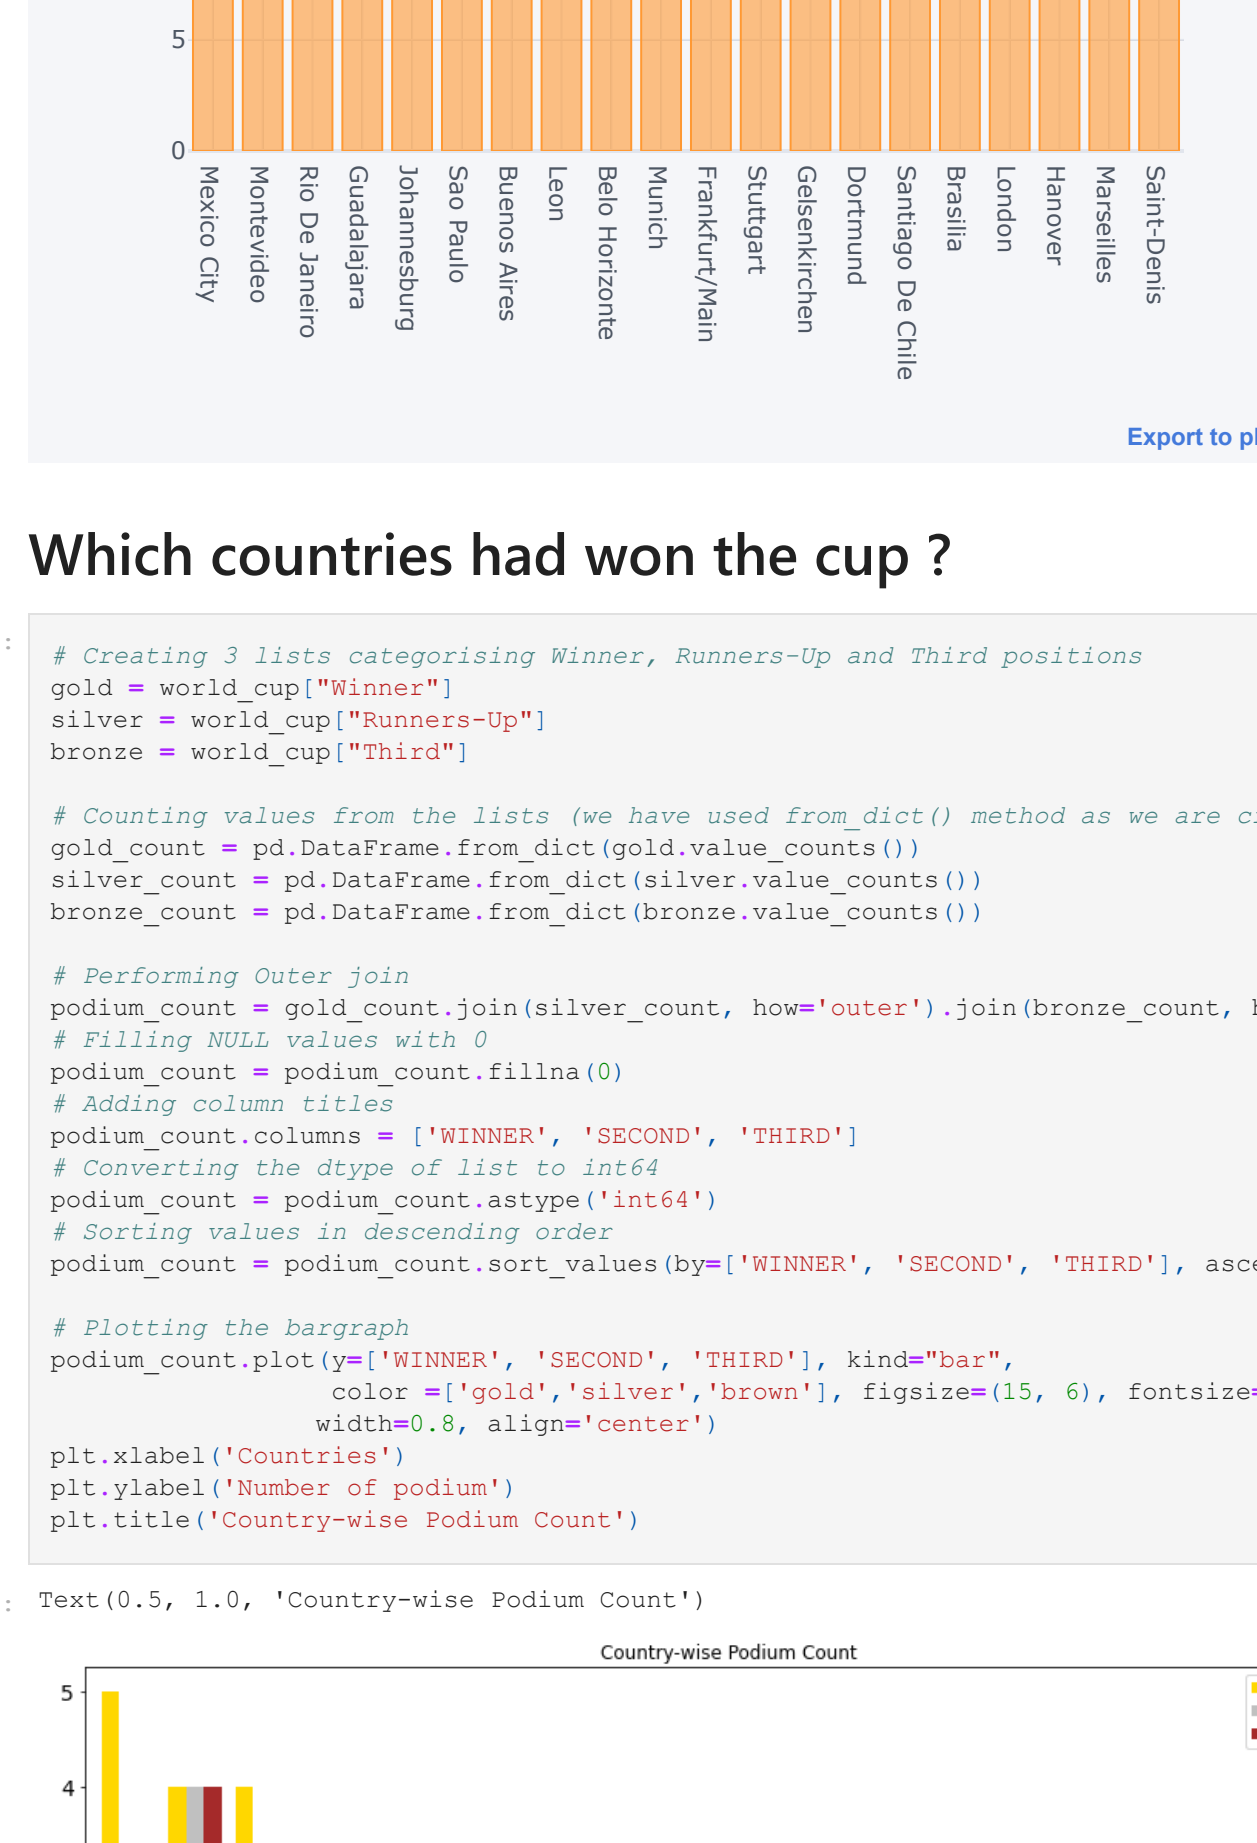 5
0
Mexico City
Montevideo
Rio De Janeiro
Guadalajara
Johannesburg
Sao Paulo
Buenos Aires
Leon
Belo Horizonte
Munich
Frankfurt/Main
Stuttgart
Gelsenkirchen
Dortmund
Santiago De Chile
Brasilia
London
Hanover
Marseilles
Saint-Denis
Export to
Which countries had won the cup ?
:
# Creating 3 lists categorising Winner, Runners-Up and Third positions
gold = world_cup["Winner"]
silver = world_cup["Runners-Up"]
bronze = world_cup["Third"]
# Counting values from the lists (we have used from_dict() method as we are
gold_count = pd.DataFrame.from_dict(gold.value_counts())
silver_count = pd.DataFrame.from_dict(silver.value_counts())
bronze_count = pd.DataFrame.from_dict(bronze.value_counts())
# Performing Outer join
podium_count = gold_count.join(silver_count, how='outer').join(bronze_count,
# Filling NULL values with 0
podium_count = podium_count.fillna(0)
# Adding column titles
podium_count.columns = ['WINNER', 'SECOND', 'THIRD']
# Converting the dtype of list to int64
podium_count = podium_count.astype('int64')
# Sorting values in descending order
podium_count = podium_count.sort_values(by=['WINNER', 'SECOND', 'THIRD'], asce
# Plotting the bargraph
podium_count.plot(y=['WINNER', 'SECOND', 'THIRD'], kind="bar",
color =['gold','silver','brown'], figsize=(15, 6), fontsize=
width=0.8, align='center')
plt.xlabel('Countries')
plt.ylabel('Number of podium')
plt.title('Country-wise Podium Count')
: Text(0.5, 1.0, 'Country-wise Podium Count')
Country-wise Podium Count
5
4